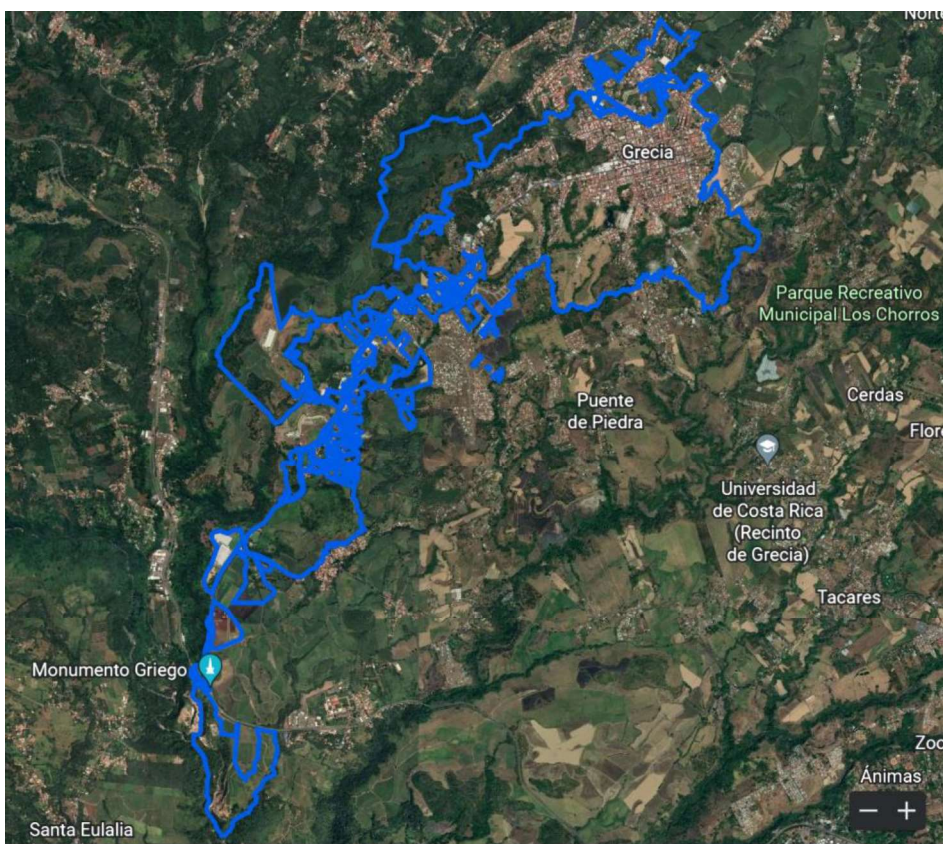 Norte
Grecia
Parque Recreativo
Municipal Los Chorros
Cerdas
Puente
de Piedra
Universidad
de Costa Rica
(Recinto
de Grecia)
Tacares
Monumento Griego
Ánimas
Santa Eulalia